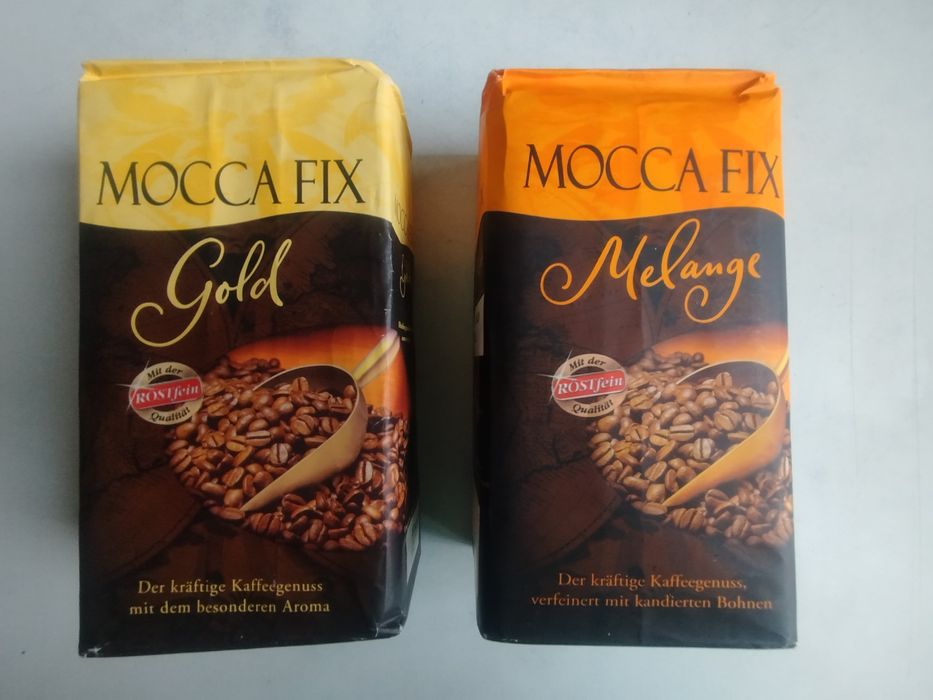 MOCCA FIX
Gold
Mit der
RÖSTfein
Qualität
Der kräftige Kaffeegenuss
mit dem besonderen Aroma
MOCCA FIX
Melange
Mit der
RÖSTfein
Qualität
Der kräftige Kaffeegenuss,
verfeinert mit kandierten Bohnen